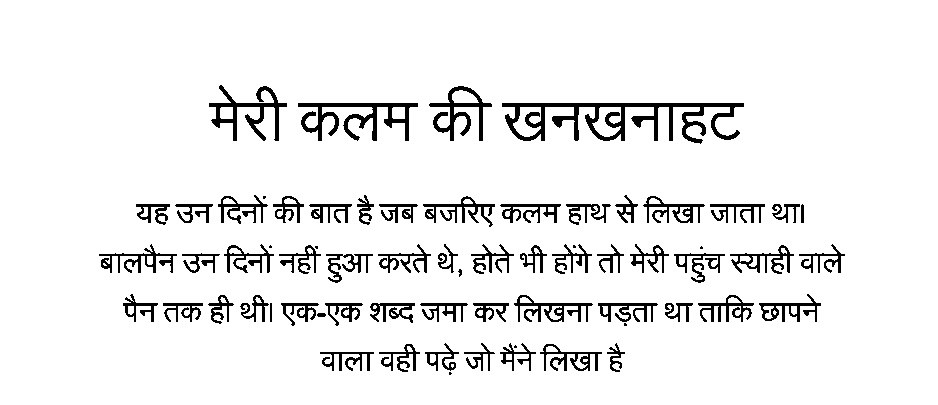 मेरी कलम की खनखनाहट
यह उन दिनों की बात है जब बजरिए कलम हाथ से लिखा जाता था।
बालपैन उन दिनों नहीं हुआ करते थे, होते भी होंगे तो मेरी पहुंच स्याही वाले
पैन तक ही थी। एक-एक शब्द जमा कर लिखना पड़ता था ताकि छापने
वाला वही पढ़े जो मैंने लिखा है